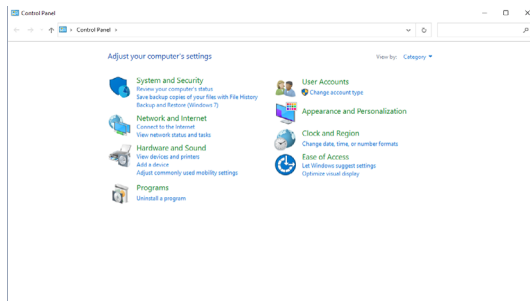 Control Panel
Control Panel
Adjust your computer's settings
View by: Category
System and Security
Review your computer's status
Save backup copies of your files with File History
Backup and Restore (Windows 7)
Network and Internet
Connect to the Internet
View network status and tasks
Hardware and Sound
View devices and printers
Add a device
Adjust commonly used mobility settings
Programs
Uninstall a program
User Accounts
Change account type
Appearance and Personalization
Clock and Region
Change date, time, or number formats
Ease of Access
Let Windows suggest settings
Optimize visual display